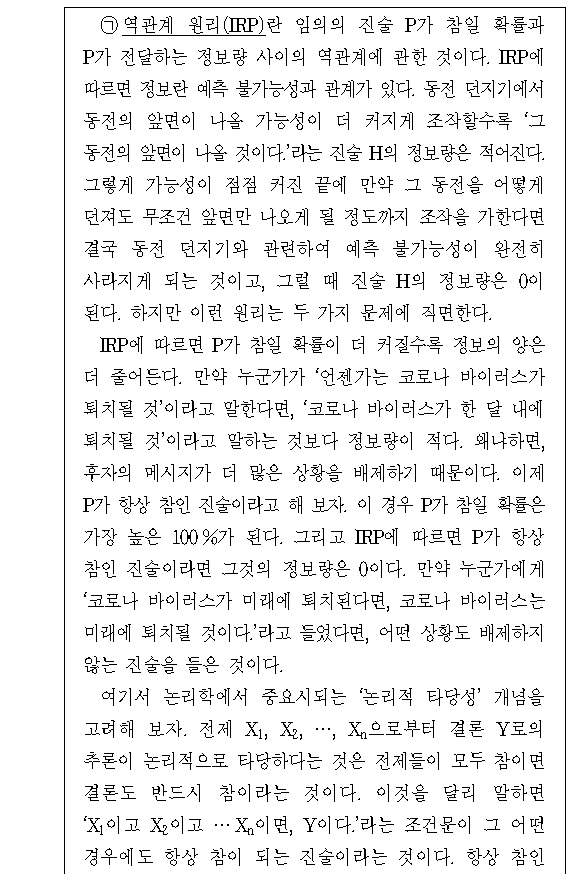 ㉠ 역관계 원리(IRP)란 임의의 진술 P가 참일 확률과
P가 전달하는 정보량 사이의 역관계에 관한 것이다. IRP에
따르면 정보란 예측 불가능성과 관계가 있다. 동전 던지기에서
동전의 앞면이 나올 가능성이 더 커지게 조작할수록 ‘그
동전의 앞면이 나올 것이다.’라는 진술 H의 정보량은 적어진다.
그렇게 가능성이 점점 커진 끝에 만약 그 동전을 어떻게
던져도 무조건 앞면만 나오게 될 정도까지 조작을 가한다면
결국 동전 던지기와 관련하여 예측 불가능성이 완전히
사라지게 되는 것이고, 그럴 때 진술 H의 정보량은 0이
된다. 하지만 이런 원리는 두 가지 문제에 직면한다.
IRP에 따르면 P가 참일 확률이 더 커질수록 정보의 양은
더 줄어든다. 만약 누군가가 ‘언젠가는 코로나 바이러스가
퇴치될 것’이라고 말한다면, ‘코로나 바이러스가 한 달 내에
퇴치될 것’이라고 말하는 것보다 정보량이 적다. 왜냐하면,
후자의 메시지가 더 많은 상황을 배제하기 때문이다. 이제
P가 항상 참인 진술이라고 해 보자. 이 경우 P가 참일 확률은
가장 높은 100%가 된다. 그리고 IRP에 따르면 P가 항상
참인 진술이라면 그것의 정보량은 0이다. 만약 누군가에게
‘코로나 바이러스가 미래에 퇴치된다면, 코로나 바이러스는
미래에 퇴치될 것이다.’라고 들었다면, 어떤 상황도 배제하지
않는 진술을 들은 것이다.
여기서 논리학에서 중요시되는 ‘논리적 타당성’ 개념을
고려해 보자. 전제 X₁, X₂, ⋯, Xₙ으로부터 결론 Y로의
추론이 논리적으로 타당하다는 것은 전제들이 모두 참이면
결론도 반드시 참이라는 것이다. 이것을 달리 말하면
‘X₁이고 X₂이고 ⋯ Xₙ이면, Y이다.’라는 조건문이 그 어떤
경우에도 항상 참이 되는 진술이라는 것이다. 항상 참인